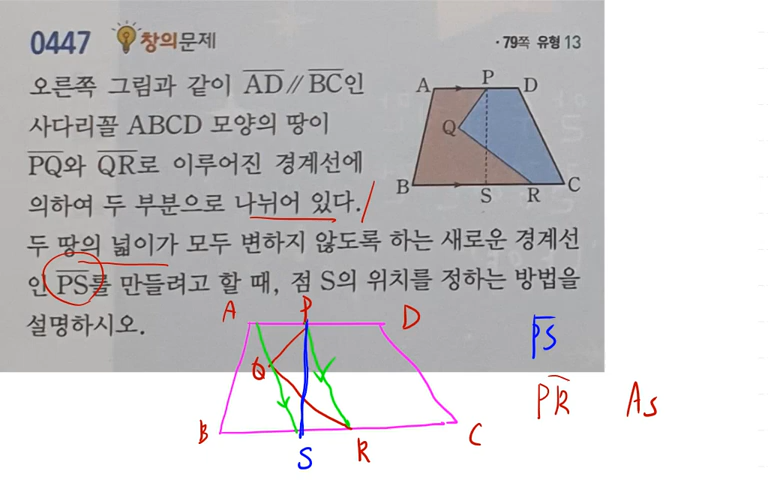 0447 창의문제
• 79쪽 유형 13
오른쪽 그림과 같이 AD // BC인
사다리꼴 ABCD 모양의 땅이
PQ와 QR로 이루어진 경계선에
의하여 두 부분으로 나뉘어 있다.
두 땅의 넓이가 모두 변하지 않도록 하는 새로운 경계선
인 PS를 만들려고 할 때, 점 S의 위치를 정하는 방법을
설명하시오.
A P D
Q
B S R C
A P D
Q
B S R C
PS
PR As